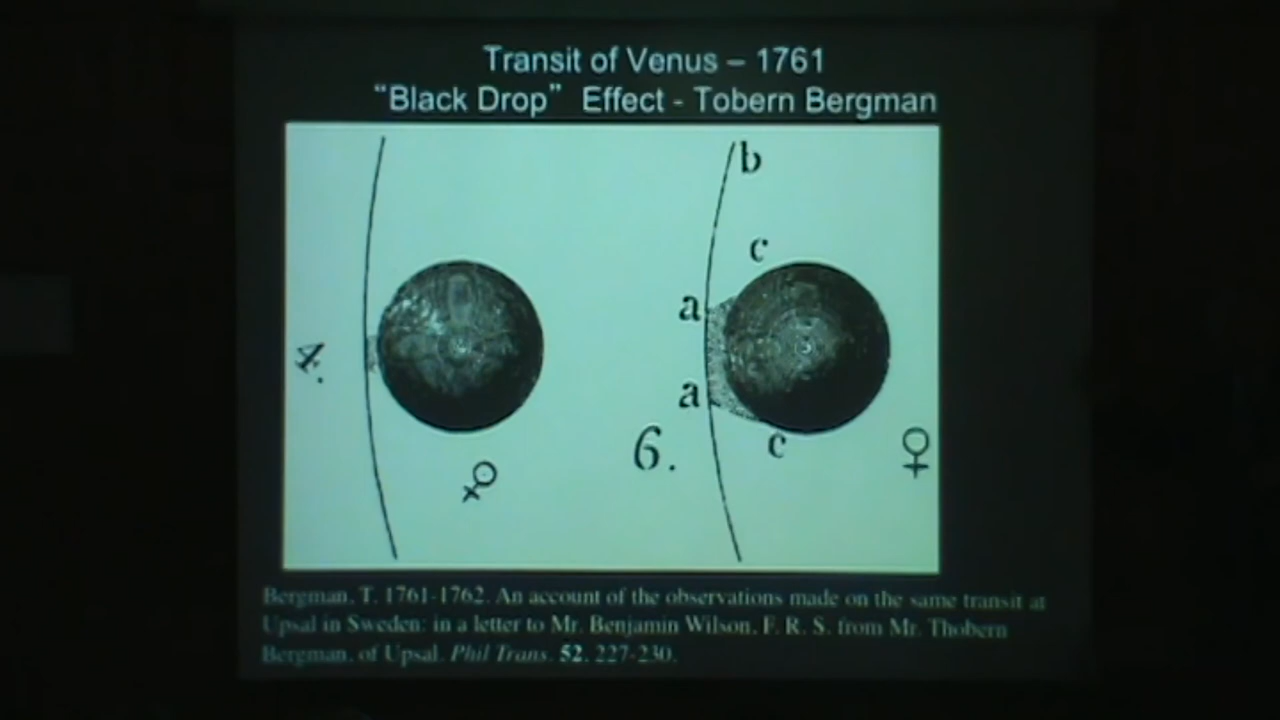 Transit of Venus – 1761
“Black Drop” Effect - Tobern Bergman
b
c
a
4.
a
6.
c
♀
♀
Bergman, T. 1761-1762. An account of the observations made on the same transit at
Upsal in Sweden: in a letter to Mr. Benjamin Wilson, F. R. S. from Mr. Thobern
Bergman, of Upsal. Phil Trans. 52, 227-230.